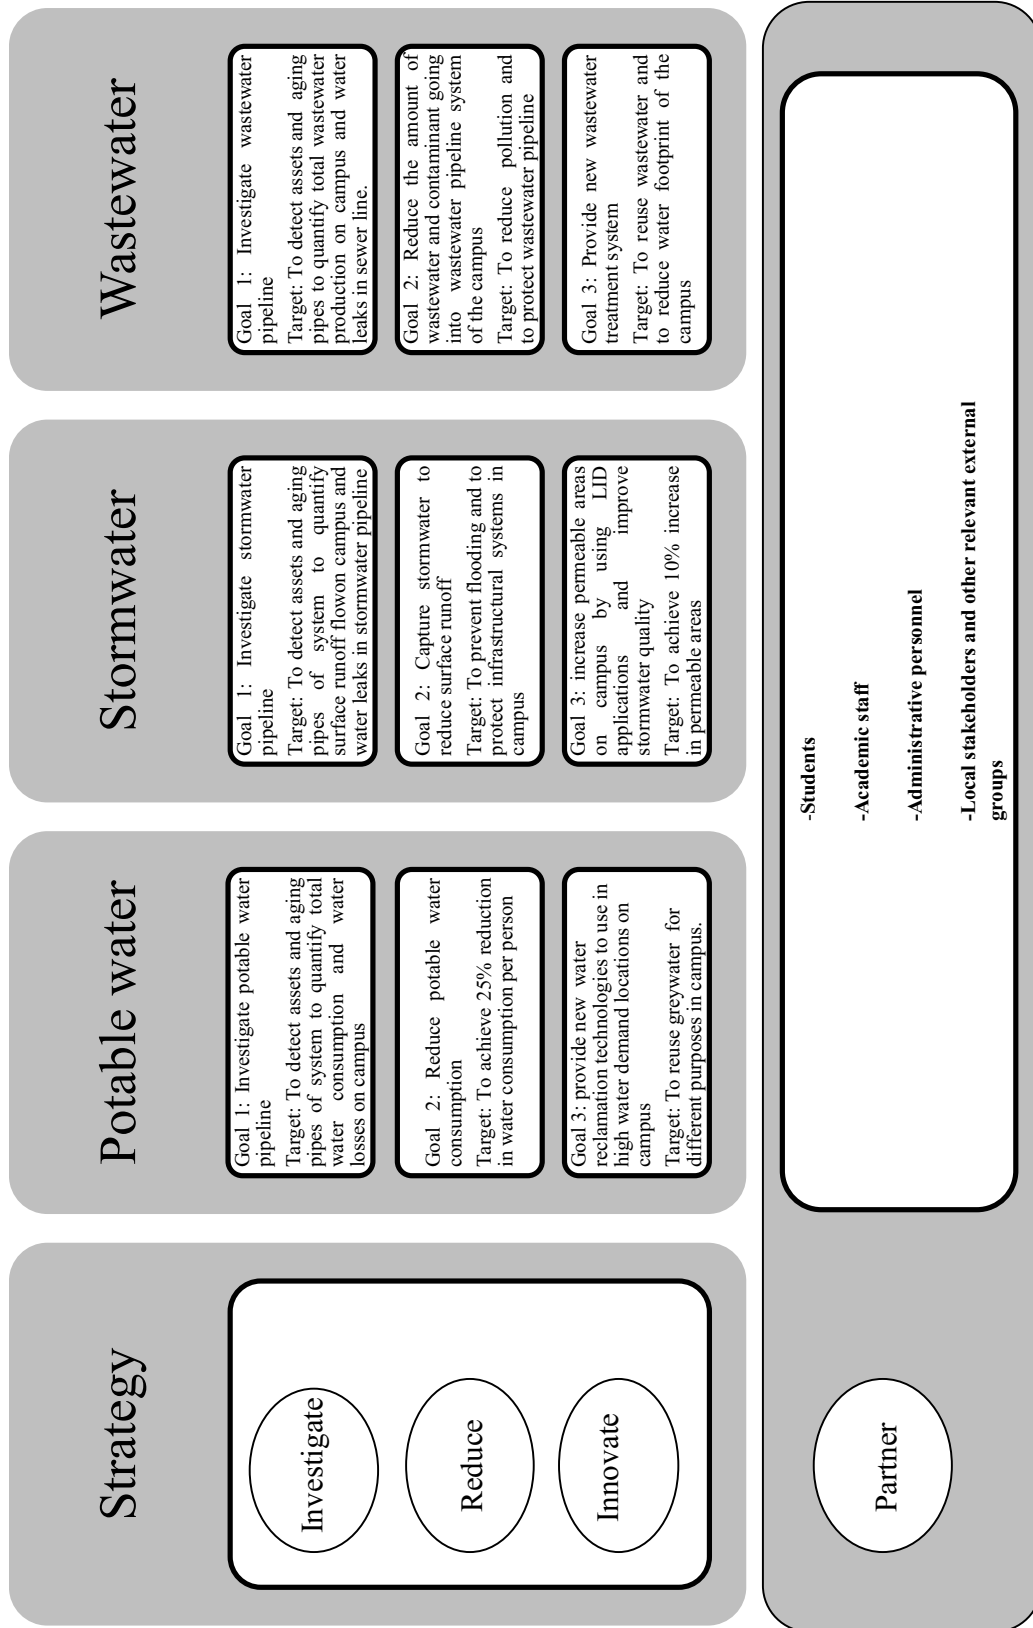 Strategy
Investigate
Reduce
Innovate
Potable water
Goal 1: Investigate potable water
pipeline
Target: To detect assets and aging
pipes of system to quantify total
water consumption and water
losses on campus
Goal 2: Reduce potable water
consumption
Target: To achieve 25% reduction
in water consumption per person
Goal 3: provide new water
reclamation technologies to use in
high water demand locations on
campus
Target: To reuse greywater for
different purposes in campus.
Stormwater
Goal 1: Investigate stormwater
pipeline
Target: To detect assets and aging
pipes of system to quantify
surface runoff flowon campus and
water leaks in stormwater pipeline
Goal 2: Capture stormwater to
reduce surface runoff
Target: To prevent flooding and to
protect infrastructural systems in
campus
Goal 3: increase permeable areas
on campus by using LID
applications and improve
stormwater quality
Target: To achieve 10% increase
in permeable areas
Wastewater
Goal 1: Investigate wastewater
pipeline
Target: To detect assets and aging
pipes to quantify total wastewater
production on campus and water
leaks in sewer line.
Goal 2: Reduce the amount of
wastewater and contaminant going
into wastewater pipeline system
of the campus
Target: To reduce pollution and
to protect wastewater pipeline
Goal 3: Provide new wastewater
treatment system
Target: To reuse wastewater and
to reduce water footprint of the
campus
Partner
-Students
-Academic staff
-Administrative personnel
-Local stakeholders and other relevant external
groups